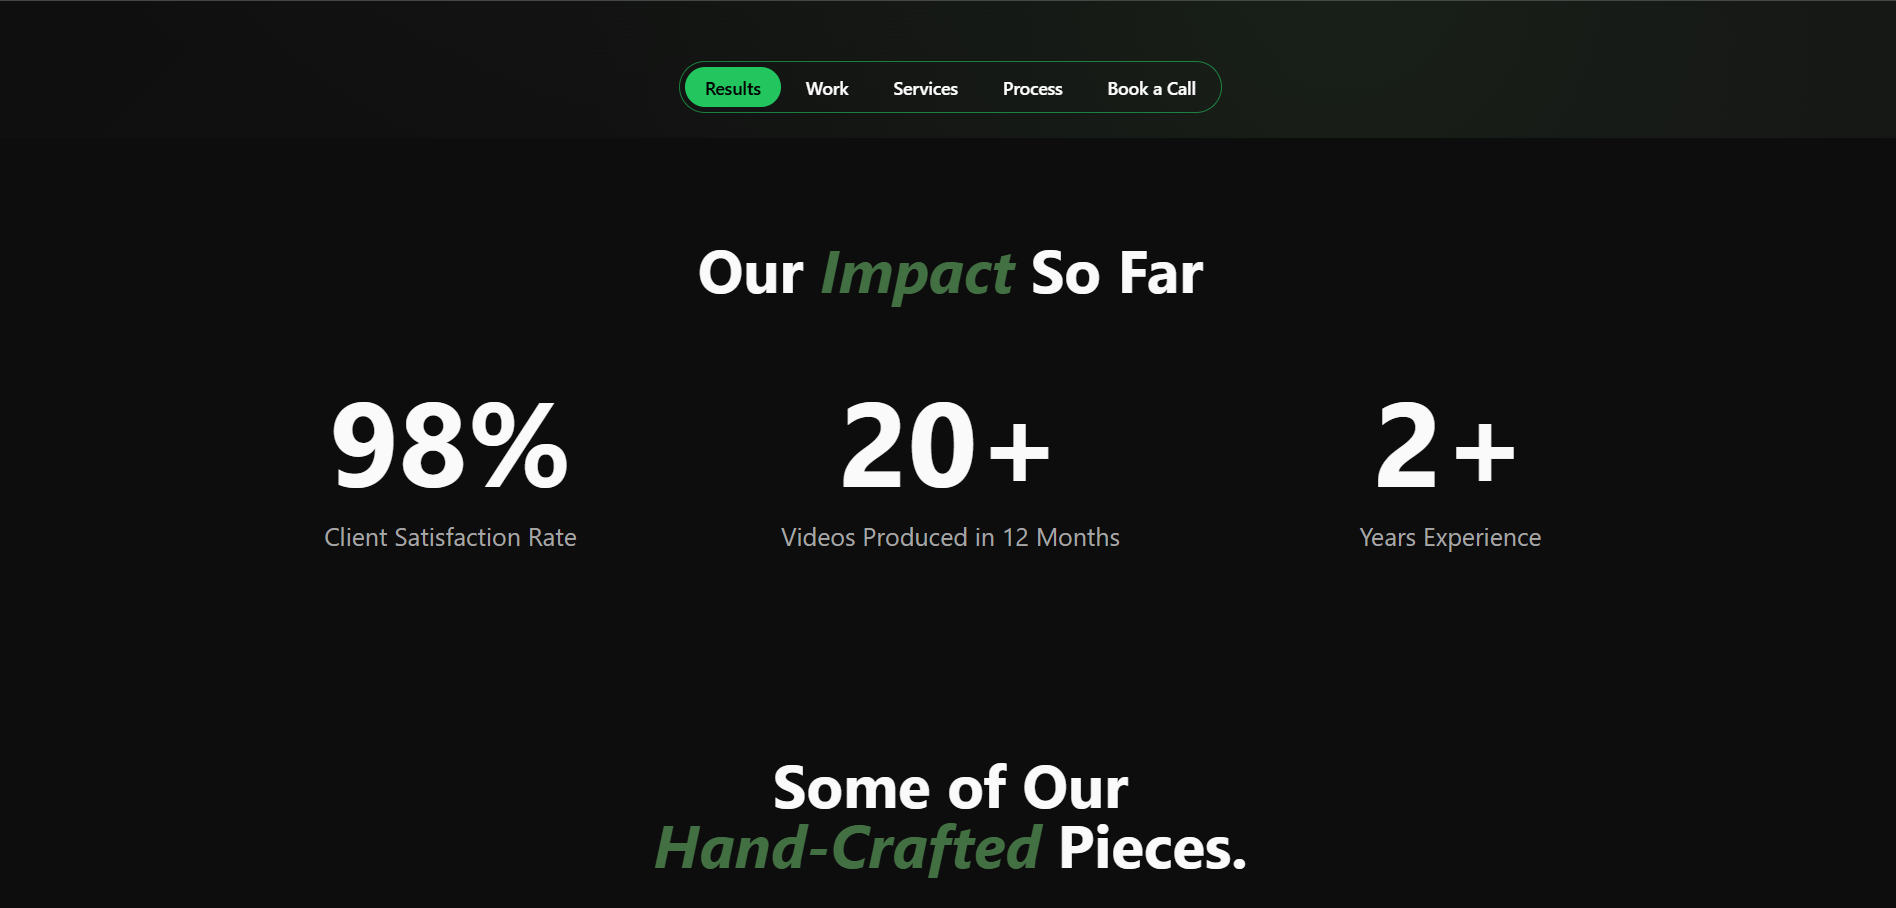 Results Work Services Process Book a Call
Our Impact So Far
98% 20+ 2+
Client Satisfaction Rate Videos Produced in 12 Months Years Experience
Some of Our
Hand-Crafted Pieces.